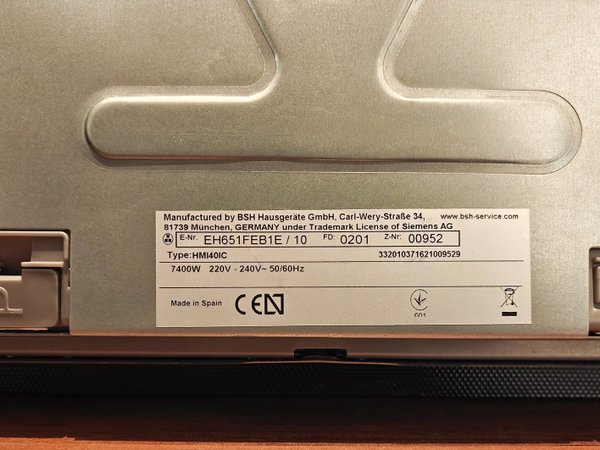 Manufactured by BSH Hausgeräte GmbH, Carl-Wery-Straße 34, www.bsh-service.com
81739 München, GERMANY under Trademark License of Siemens AG
E-Nr. EH651FEB1E / 10 FD: 0201 Z-Nr: 00952
Type:HMI40IC 332010371621009529
7400W 220V - 240V~ 50/60Hz
Made in Spain CE N
001